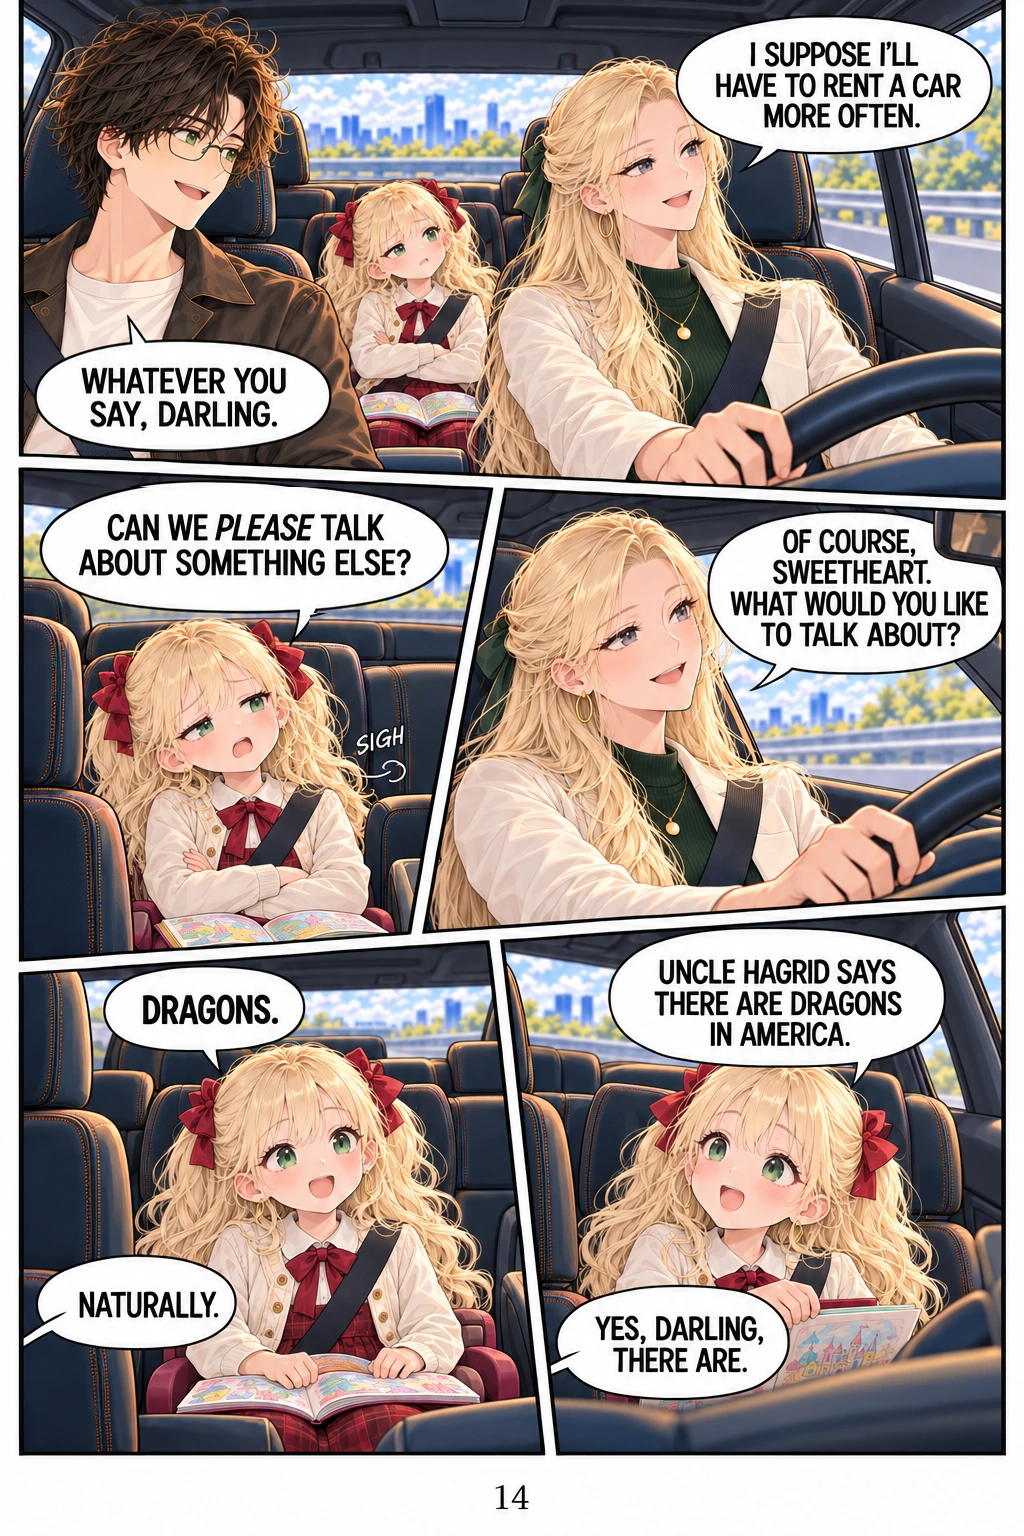 I SUPPOSE I'LL
HAVE TO RENT A CAR
MORE OFTEN.
WHATEVER YOU
SAY, DARLING.
CAN WE PLEASE TALK
ABOUT SOMETHING ELSE?
SIGH
OF COURSE,
SWEETHEART.
WHAT WOULD YOU LIKE
TO TALK ABOUT?
DRAGONS.
NATURALLY.
UNCLE HAGRID SAYS
THERE ARE DRAGONS
IN AMERICA.
YES, DARLING,
THERE ARE.
14